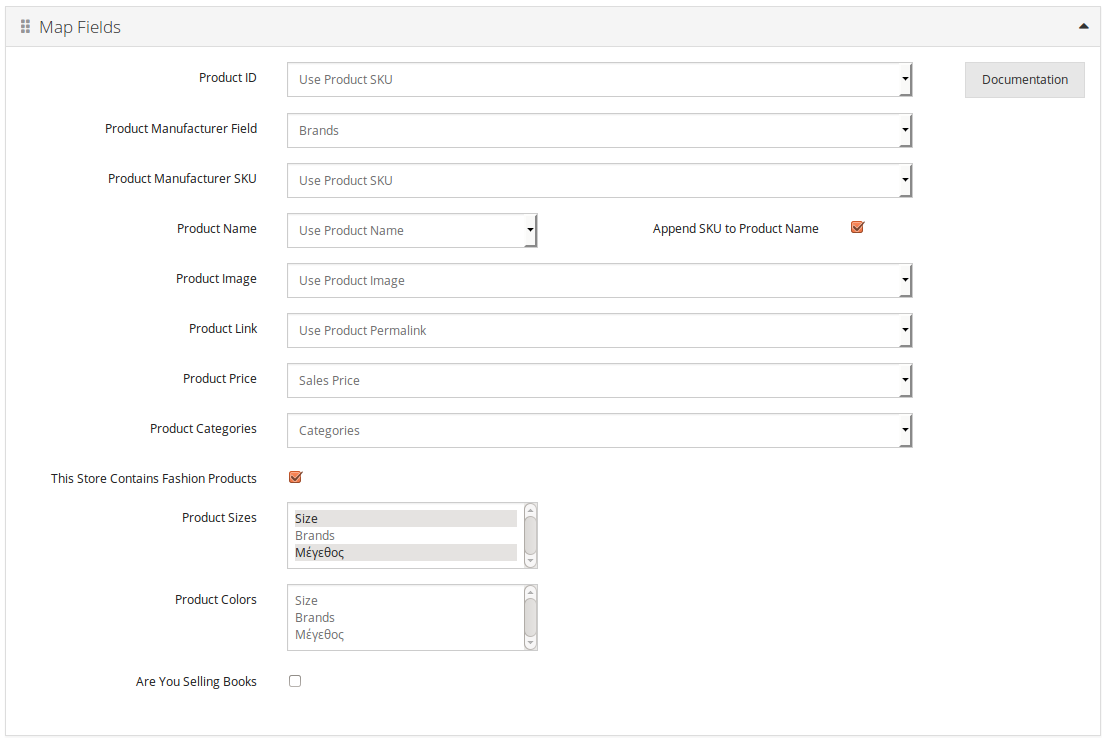 Map Fields
Product ID
Use Product SKU
Documentation
Product Manufacturer Field
Brands
Product Manufacturer SKU
Use Product SKU
Product Name
Use Product Name
Append SKU to Product Name
Product Image
Use Product Image
Product Link
Use Product Permalink
Product Price
Sales Price
Product Categories
Categories
This Store Contains Fashion Products
Product Sizes
Size
Brands
Μέγεθος
Product Colors
Size
Brands
Μέγεθος
Are You Selling Books